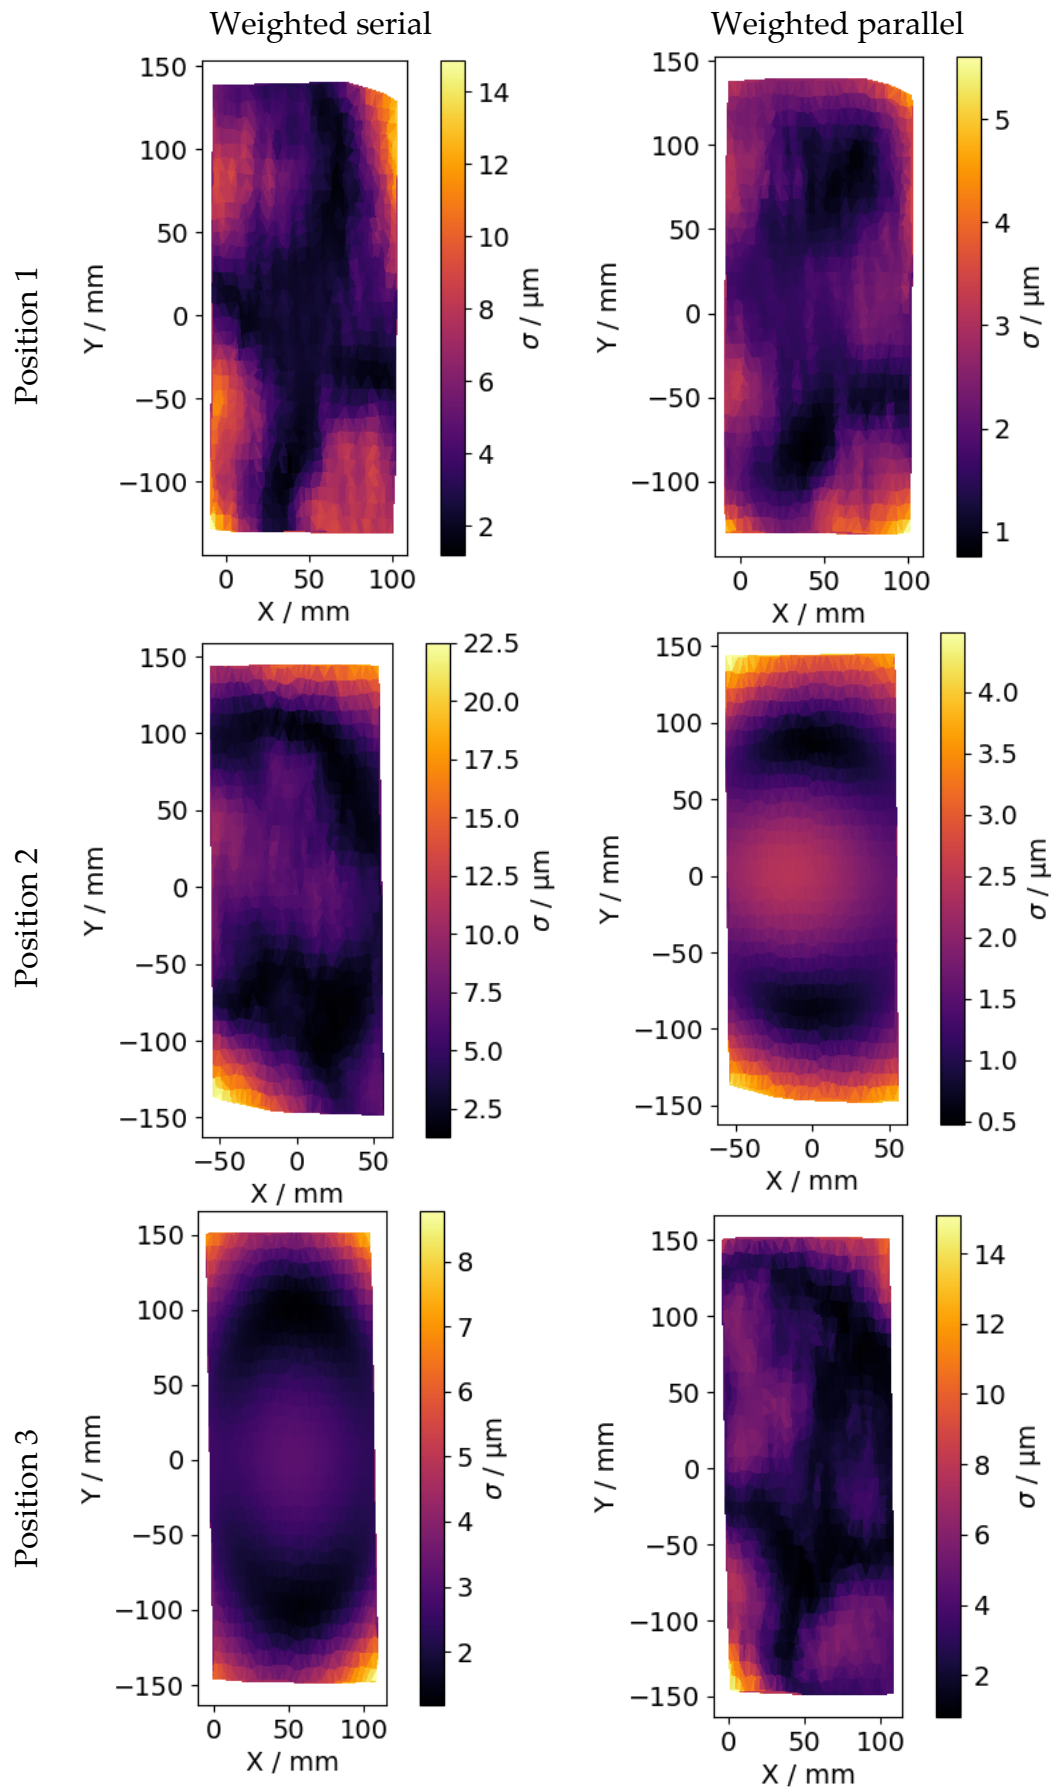 Weighted serial
Weighted parallel
Position 1
150
100
50
0
−50
−100
Y / mm
0 50 100
X / mm
14
12
10
8
6
4
2
σ / μm
150
100
50
0
−50
−100
Y / mm
0 50 100
X / mm
5
4
3
2
1
σ / μm
Position 2
150
100
50
0
−50
−100
−150
Y / mm
−50 0 50
X / mm
22.5
20.0
17.5
15.0
12.5
10.0
7.5
5.0
2.5
σ / μm
150
100
50
0
−50
−100
−150
Y / mm
−50 0 50
X / mm
4.0
3.5
3.0
2.5
2.0
1.5
1.0
0.5
σ / μm
Position 3
150
100
50
0
−50
−100
−150
Y / mm
0 50 100
X / mm
8
7
6
5
4
3
2
σ / μm
150
100
50
0
−50
−100
−150
Y / mm
0 50 100
X / mm
14
12
10
8
6
4
2
σ / μm